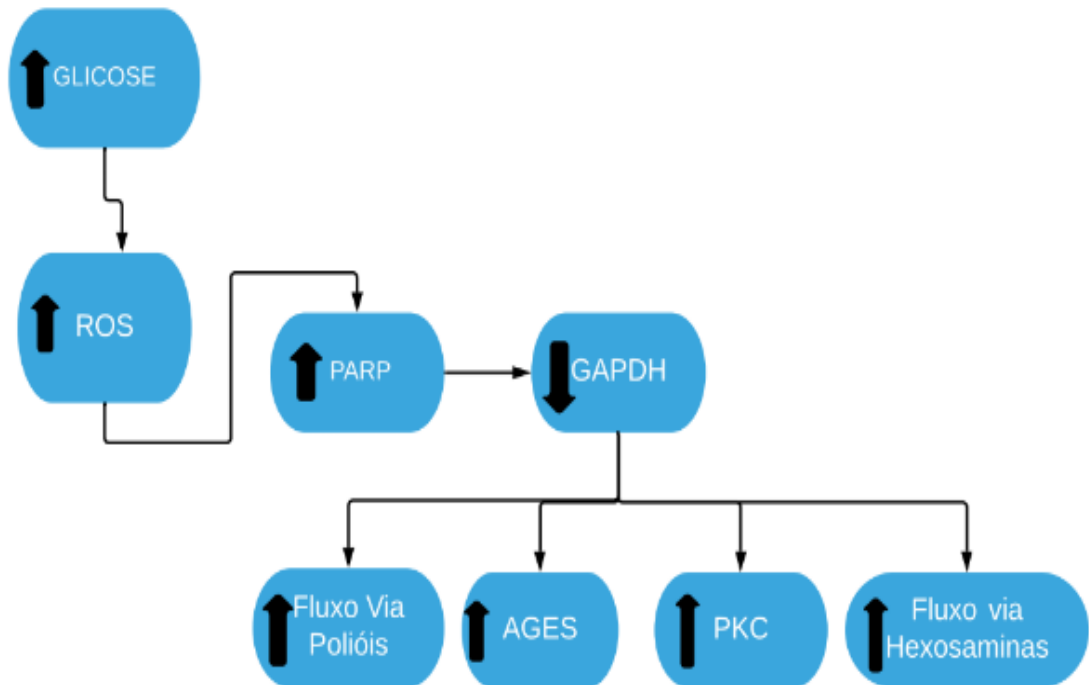 GLICOSE
ROS
PARP
GAPDH
Fluxo Via
Polióis
AGES
PKC
Fluxo via
Hexosaminas